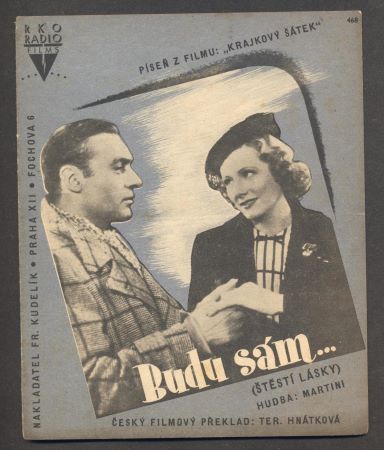 468
RKO
RADIO
FILMS
PÍSEŇ Z FILMU: „KRAJKOVÝ ŠÁTEK"
NAKLADATEL FR. KUDELÍK • PRAHA XII • FOCHOVA 6
Budu sám...
(ŠTĚSTÍ LÁSKY)
HUDBA: MARTINI
ČESKÝ FILMOVÝ PŘEKLAD: TER. HNÁTKOVÁ